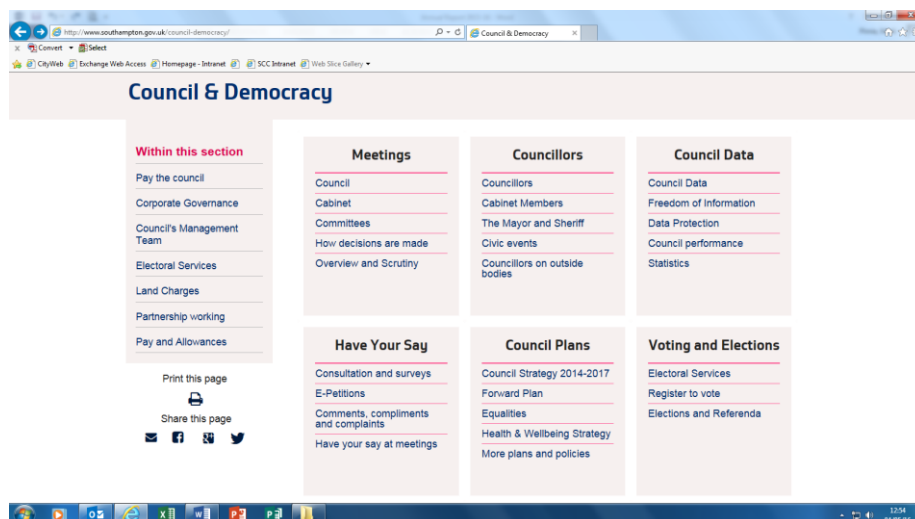 http://www.southampton.gov.uk/council-democracy/
Council & Democracy
Convert Select
CityWeb Exchange Web Access Homepage - Intranet SCC Intranet Web Slice Gallery
Council & Democracy
Within this section
Pay the council
Corporate Governance
Council's Management
Team
Electoral Services
Land Charges
Partnership working
Pay and Allowances
Print this page
Share this page
Meetings
Council
Cabinet
Committees
How decisions are made
Overview and Scrutiny
Councillors
Councillors
Cabinet Members
The Mayor and Sheriff
Civic events
Councillors on outside
bodies
Council Data
Council Data
Freedom of Information
Data Protection
Council performance
Statistics
Have Your Say
Consultation and surveys
E-Petitions
Comments, compliments
and complaints
Have your say at meetings
Council Plans
Council Strategy 2014-2017
Forward Plan
Equalities
Health & Wellbeing Strategy
More plans and policies
Voting and Elections
Electoral Services
Register to vote
Elections and Referenda
12:54